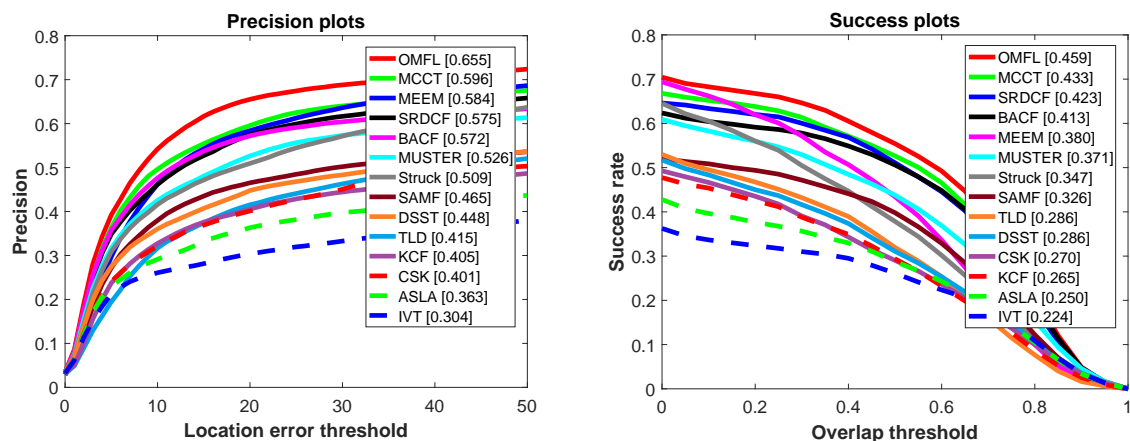 Precision plots
Precision
0.8
0.7
0.6
0.5
0.4
0.3
0.2
0.1
0
OMFL [0.655]
MCCT [0.596]
MEEM [0.584]
SRDCF [0.575]
BACF [0.572]
MUSTER [0.526]
Struck [0.509]
SAMF [0.465]
DSST [0.448]
TLD [0.415]
KCF [0.405]
CSK [0.401]
ASLA [0.363]
IVT [0.304]
0 10 20 30 40 50
Location error threshold
Success plots
Success rate
0.8
0.7
0.6
0.5
0.4
0.3
0.2
0.1
0
OMFL [0.459]
MCCT [0.433]
SRDCF [0.423]
BACF [0.413]
MEEM [0.380]
MUSTER [0.371]
Struck [0.347]
SAMF [0.326]
TLD [0.286]
DSST [0.286]
CSK [0.270]
KCF [0.265]
ASLA [0.250]
IVT [0.224]
0 0.2 0.4 0.6 0.8 1
Overlap threshold